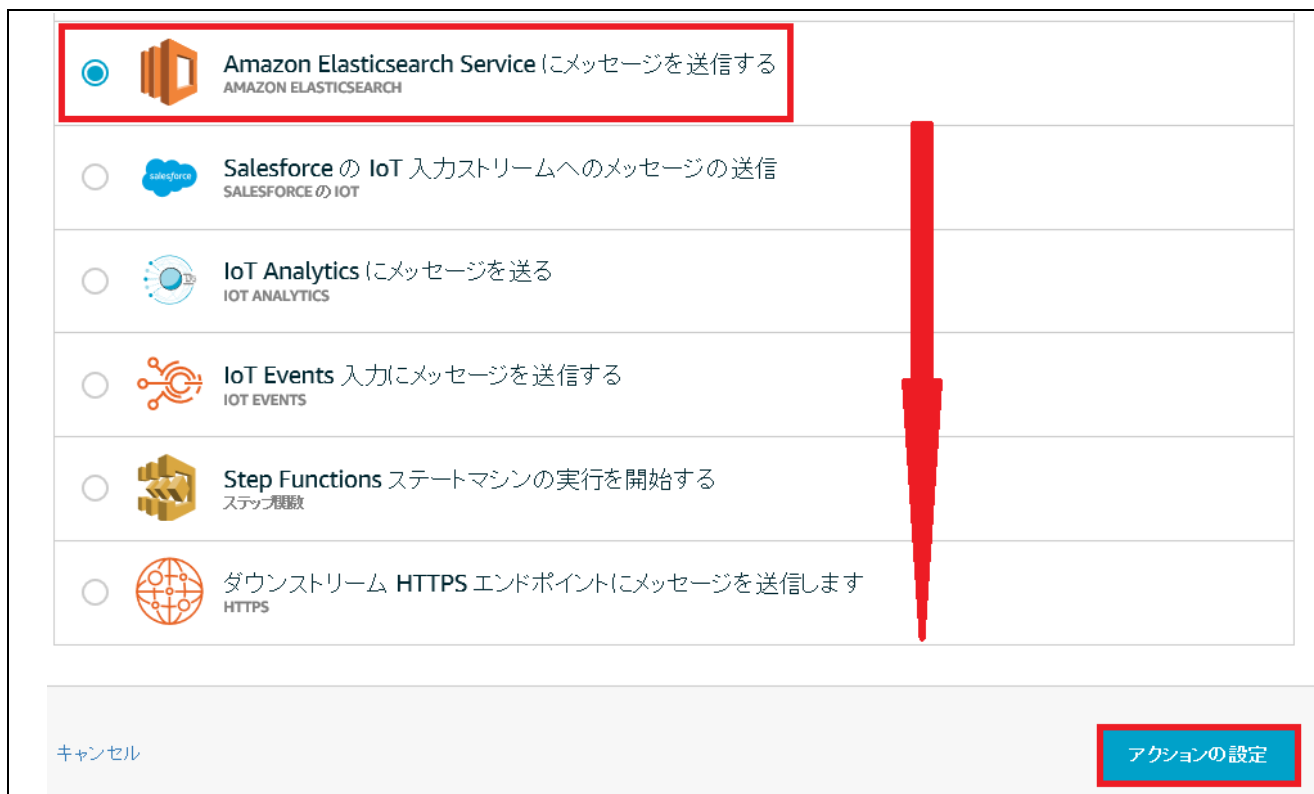 Amazon Elasticsearch Service にメッセージを送信する
AMAZON ELASTICSEARCH
salesforce
Salesforce の IoT 入力ストリームへのメッセージの送信
SALESFORCE の IOT
IoT Analytics にメッセージを送る
IOT ANALYTICS
IoT Events 入力にメッセージを送信する
IOT EVENTS
Step Functions ステートマシンの実行を開始する
ステップ関数
ダウンストリーム HTTPS エンドポイントにメッセージを送信します
HTTPS
キャンセル
アクションの設定